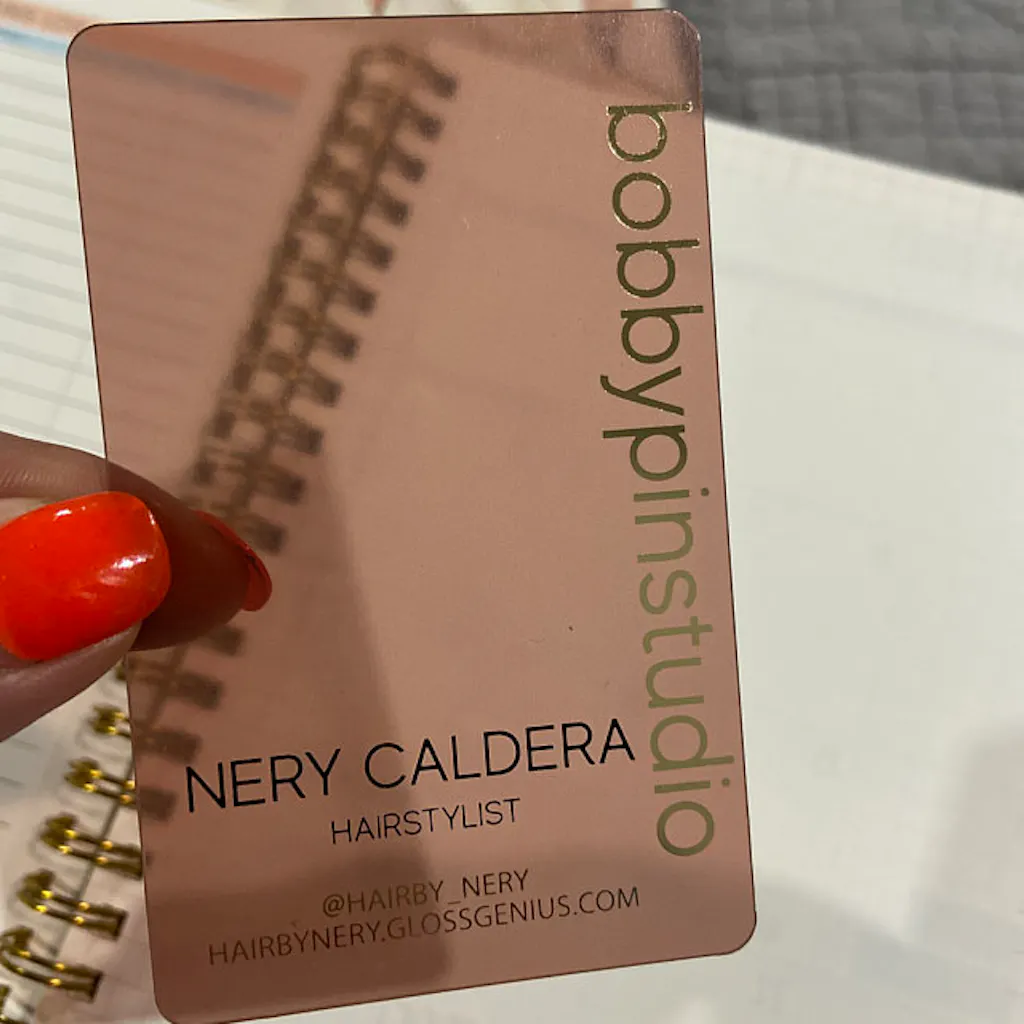 bobbypinstudio
NERY CALDERA
HAIRSTYLIST
@HAIRBY_NERY
HAIRBYNERY.GLOSSGENIUS.COM